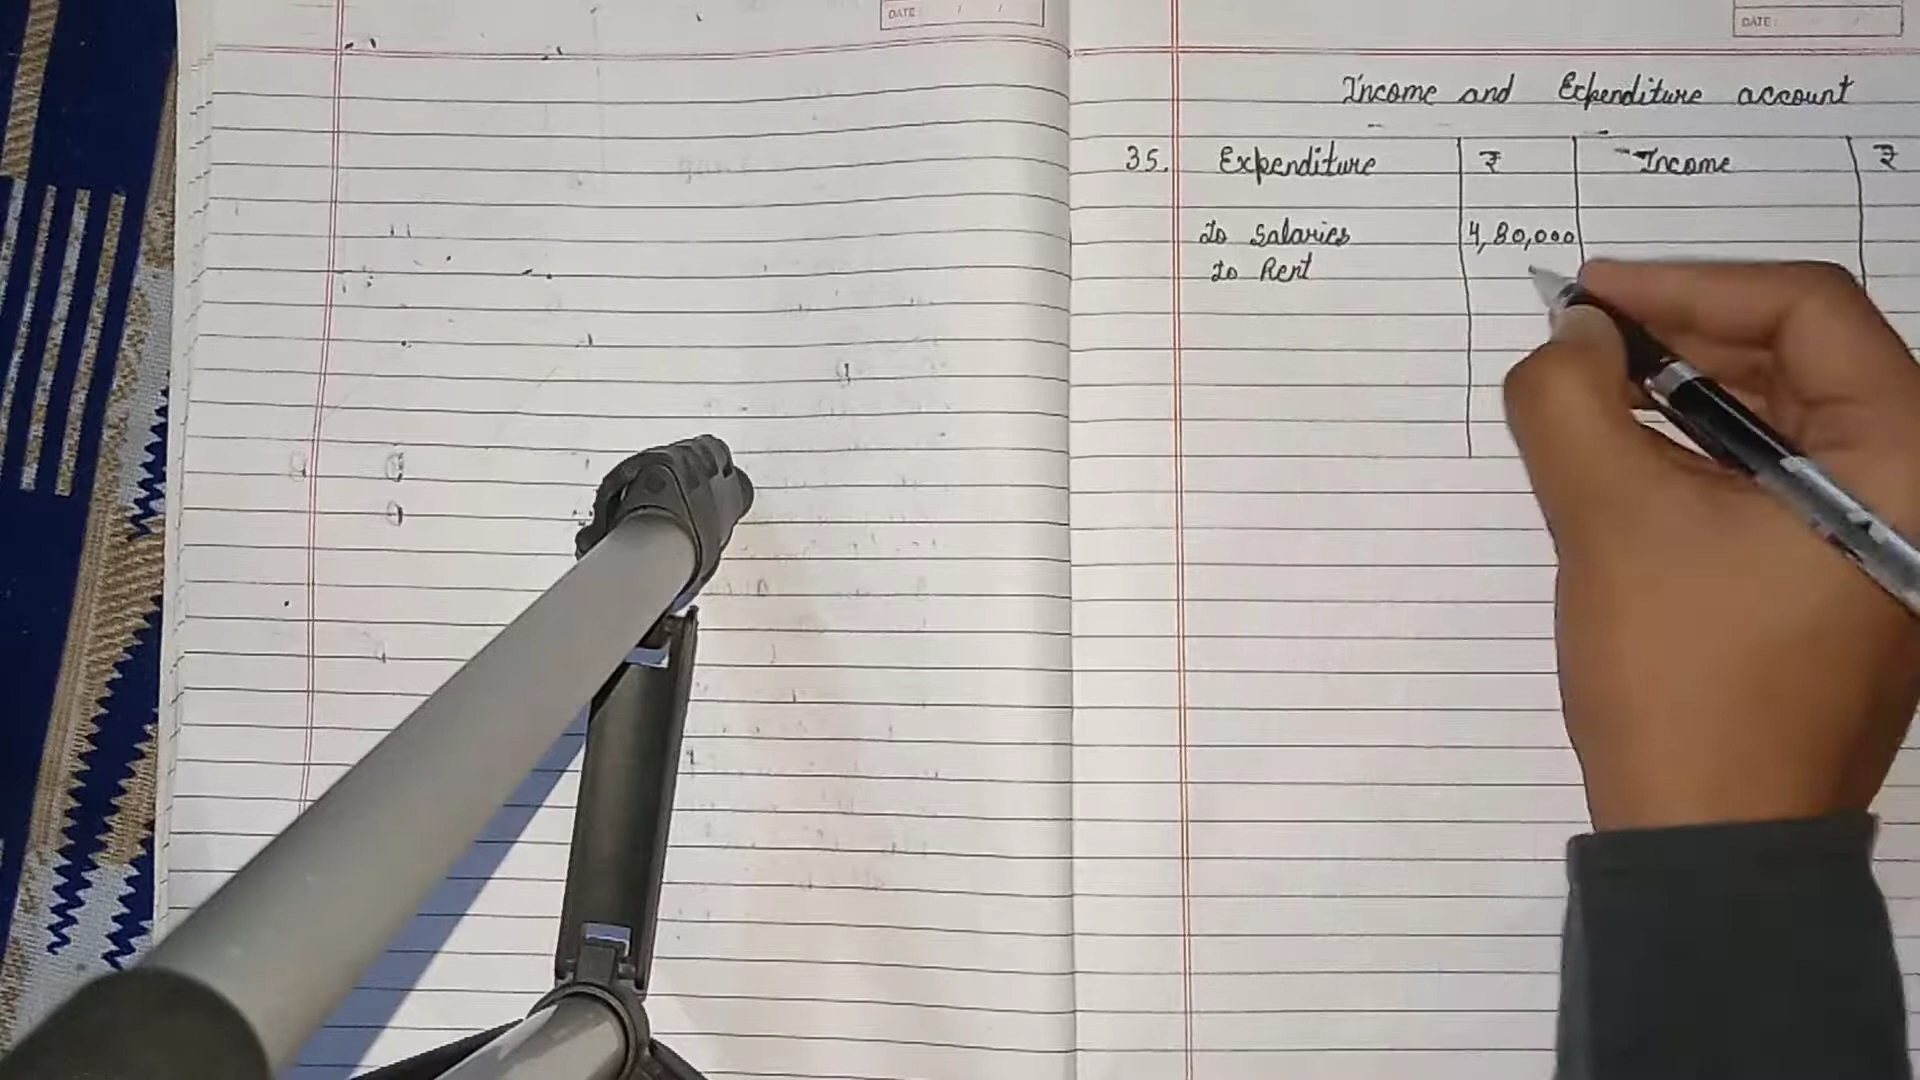 DATE : / /
DATE : /
Income and Expenditure account
35. Expenditure ₹ Income ₹
To Salaries 4,80,000
To Rent